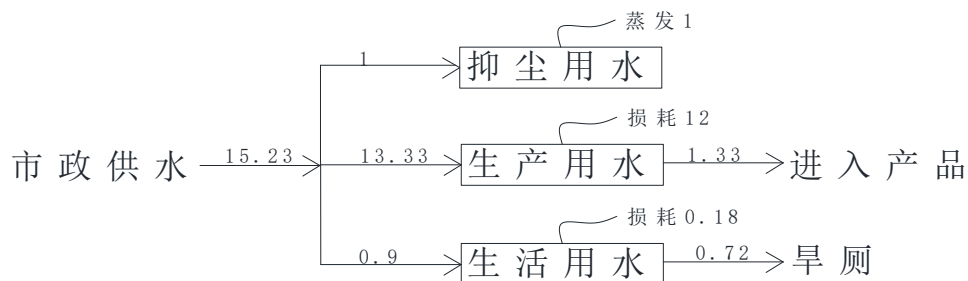 蒸发1
1
抑尘用水
损耗12
市政供水
15.23
13.33
生产用水
1.33
进入产品
损耗0.18
0.9
生活用水
0.72
旱厕